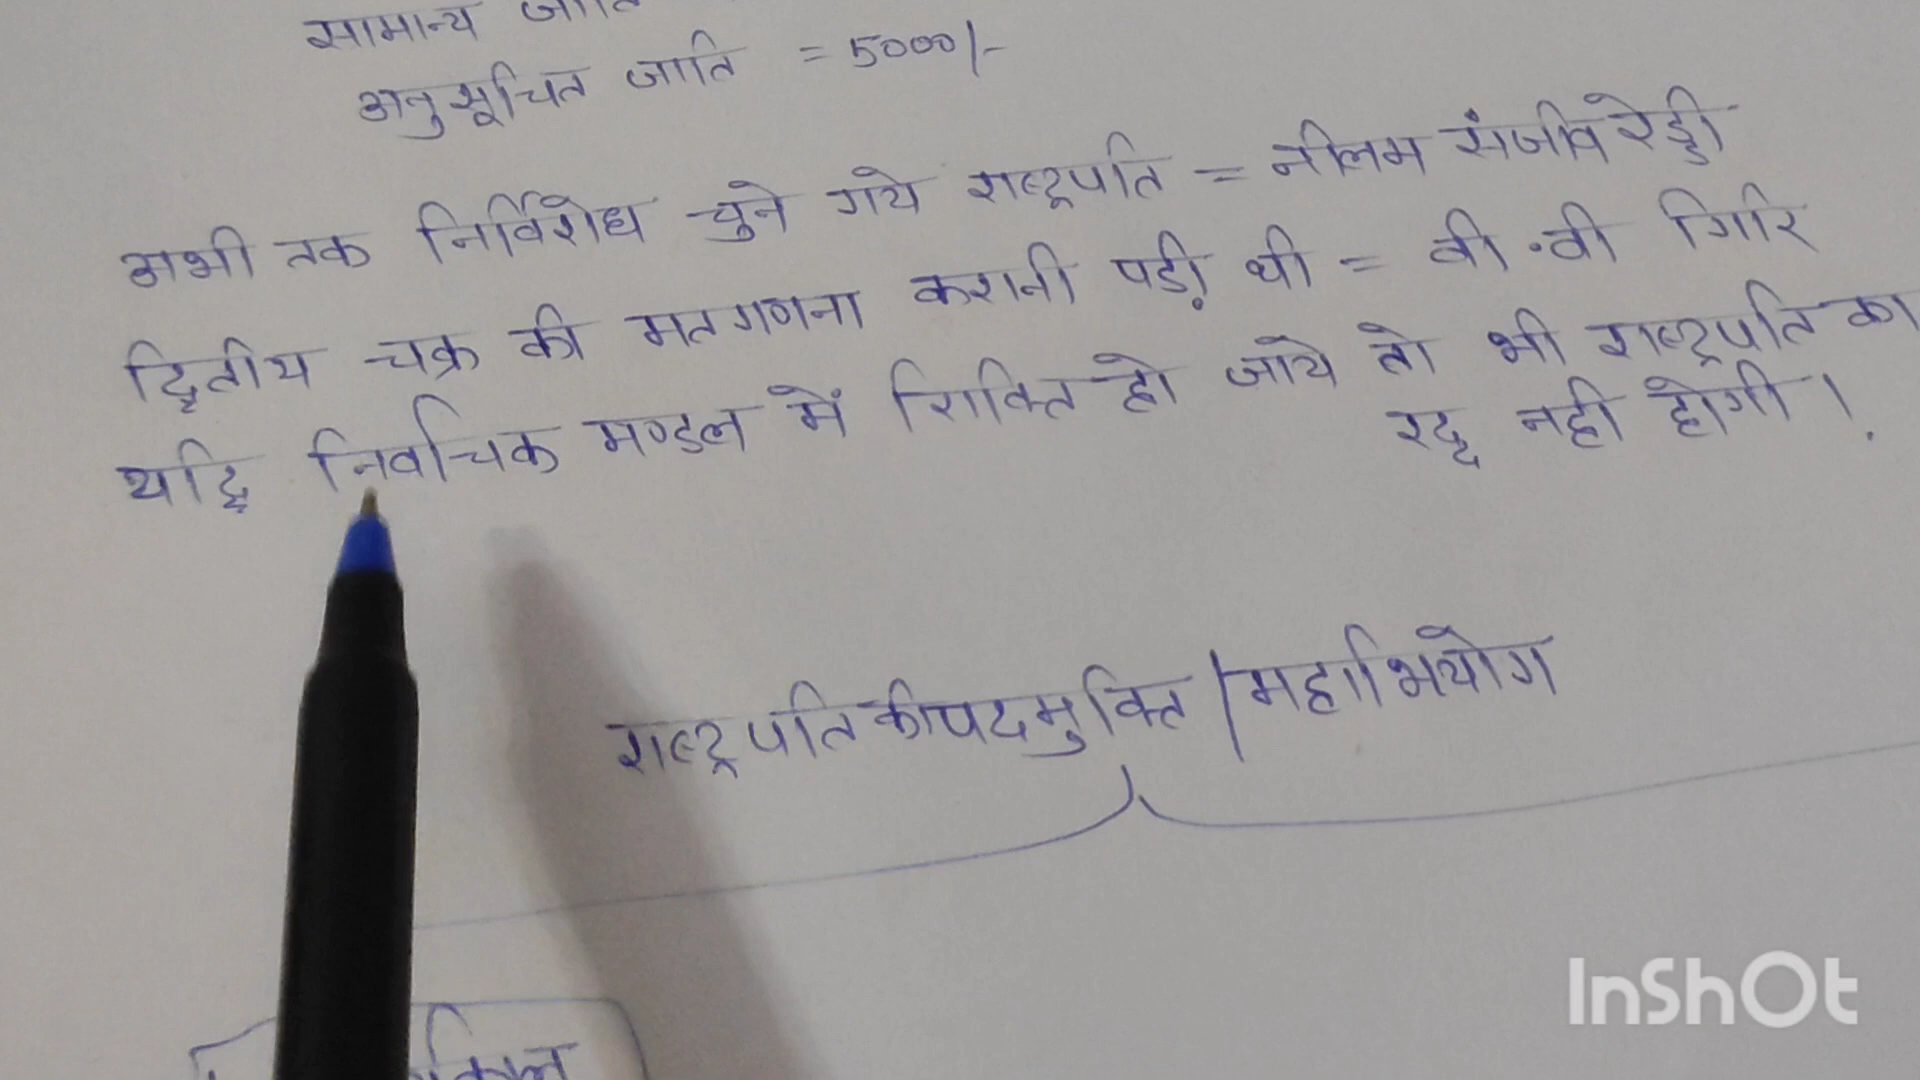 सामान्य जाति
अनुसूचित जाति = 5000/-
अभी तक निर्विरोध चुने गये राष्ट्रपति = नीलम संजीव रेड्डी
द्वितीय चक्र की मतगणना करानी पड़ी थी = वी.वी गिरि
यदि निर्वाचक मण्डल में रिक्ति हो जाये तो भी राष्ट्रपति का
रद्द नही होगी।
राष्ट्रपति की पदमुक्ति / महाभियोग
InShOt